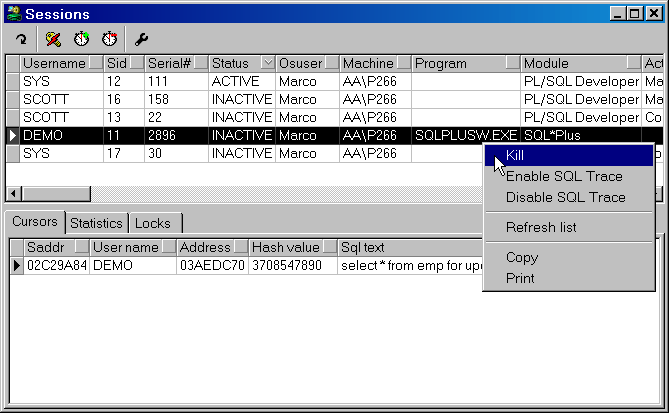 Sessions
Username Sid Serial# Status Osuser Machine Program Module
SYS 12 111 ACTIVE Marco AA\P266 PL/SQL Developer Ma
SCOTT 16 158 INACTIVE Marco AA\P266 PL/SQL Developer Ma
SCOTT 13 22 INACTIVE Marco AA\P266 PL/SQL Developer Co
DEMO 11 2896 INACTIVE Marco AA\P266 SQLPLUSW.EXE SQL*Plus
SYS 17 30 INACTIVE Marco AA\P266
Kill
Enable SQL Trace
Disable SQL Trace
Refresh list
Copy
Print
Cursors Statistics Locks
Saddr User name Address Hash value Sql text
02C29A84 DEMO 03AEDC70 3708547890 select * from emp for